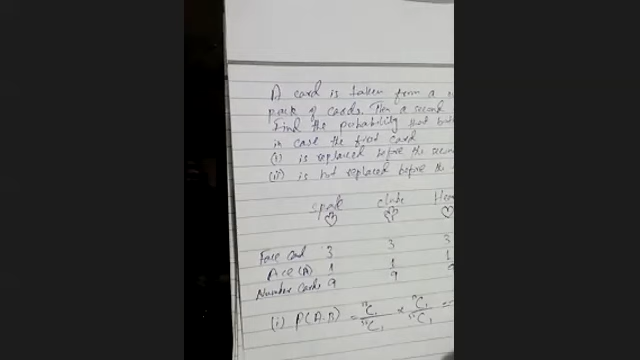 A card is taken from a
pack of cards. Then a second
Find the probability that
in case the first card
(i) is replaced before the
(ii) is not replaced before the
Spade clubs
Face Card 3 3 3
Ace (A) 1 1 1
Number Cards 9 9
(i) P(A.B) =